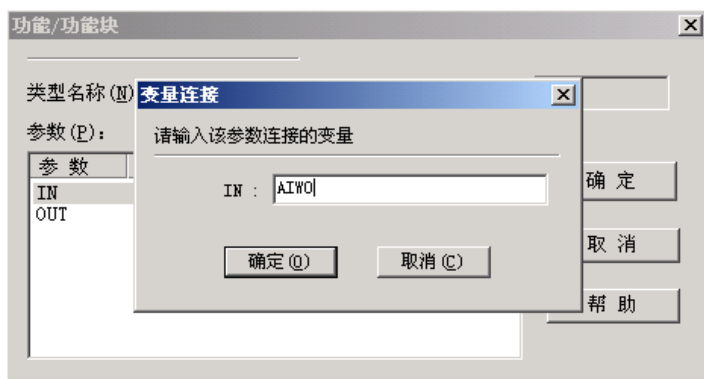 功能/功能块
类型名称(N)
变量连接
参数(P):
请输入该参数连接的变量
参 数
IN
OUT
IN : AIW0
确定(O)
取消(C)
确 定
取 消
帮 助